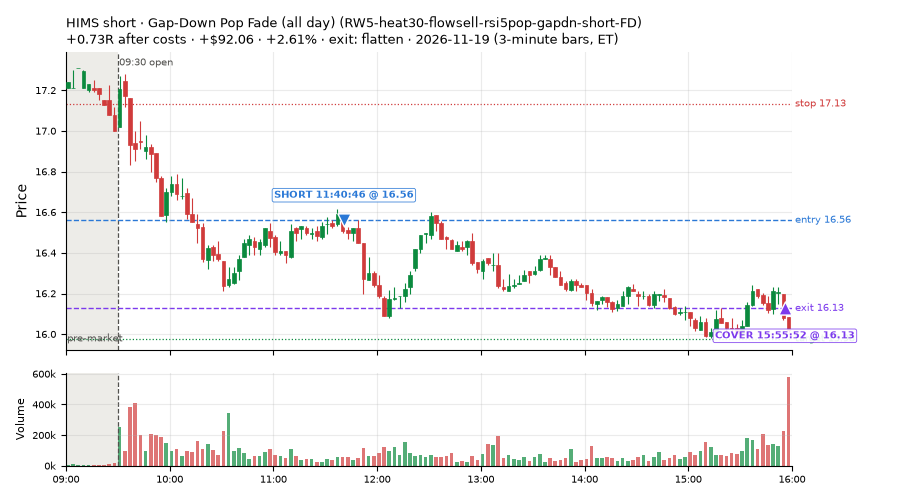 HIMS short · Gap-Down Pop Fade (all day) (RW5-heat30-flowsell-rsi5pop-gapdn-short-FD)
+0.73R after costs · +$92.06 · +2.61% · exit: flatten · 2026-11-19 (3-minute bars, ET)
09:30 open
17.2
stop 17.13
17.0
16.8
SHORT 11:40:46 @ 16.56
Price
16.6
entry 16.56
16.4
16.2
exit 16.13
16.0
pre-market
COVER 15:55:52 @ 16.13
600k
400k
Volume
200k
0k
09:00 10:00 11:00 12:00 13:00 14:00 15:00 16:00